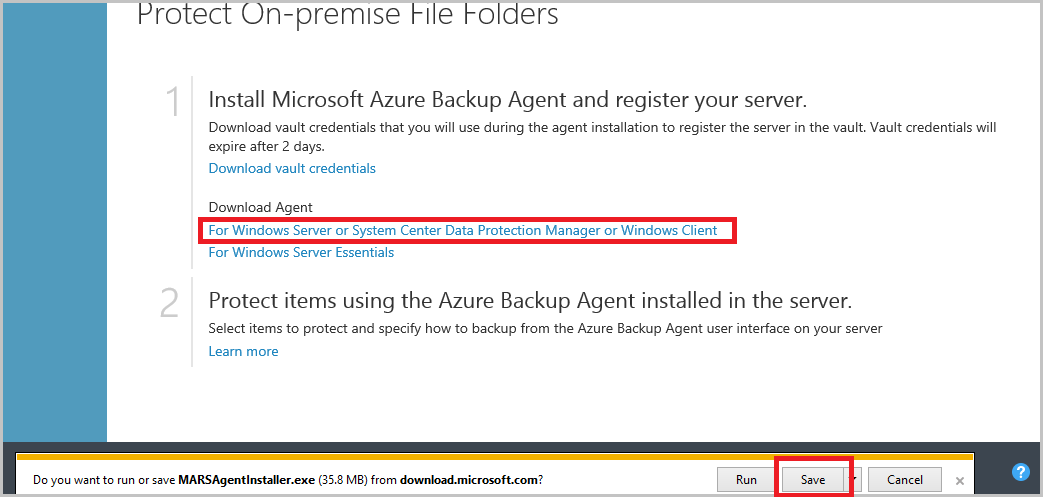 Protect On-premise File Folders
1
Install Microsoft Azure Backup Agent and register your server.
Download vault credentials that you will use during the agent installation to register the server in the vault. Vault credentials will
expire after 2 days.
Download vault credentials
Download Agent
For Windows Server or System Center Data Protection Manager or Windows Client
For Windows Server Essentials
2
Protect items using the Azure Backup Agent installed in the server.
Select items to protect and specify how to backup from the Azure Backup Agent user interface on your server
Learn more
Do you want to run or save MARSAgentInstaller.exe (35.8 MB) from download.microsoft.com?
Run
Save
Cancel
×
?